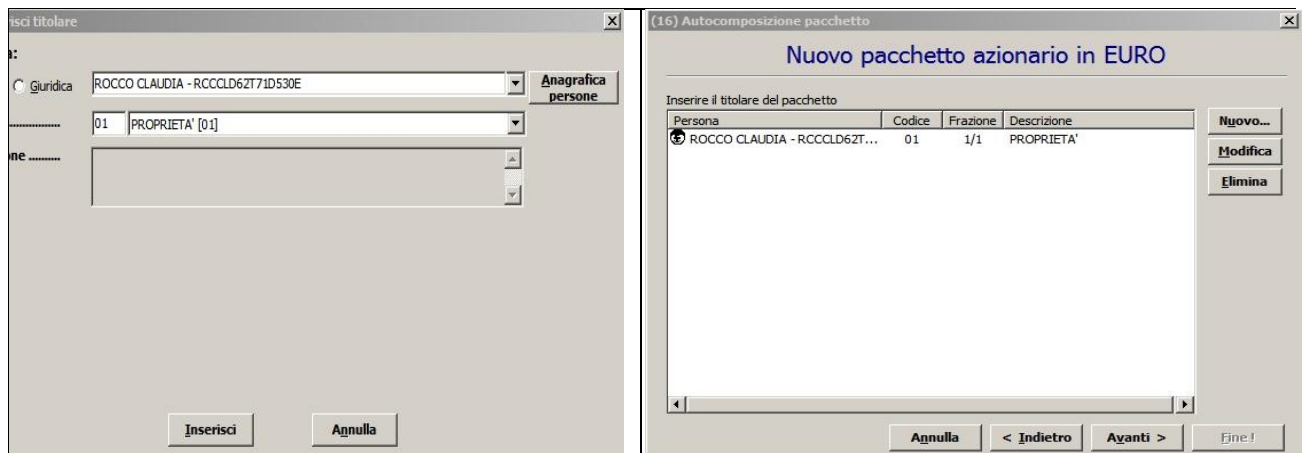 isci titolare
a:
Giuridica
ROCCO CLAUDIA - RCCCLD62T71D530E
Anagrafica
persone
................
01
PROPRIETA' [01]
ne ..........
Inserisci
Annulla
(16) Autocomposizione pacchetto
Nuovo pacchetto azionario in EURO
Inserire il titolare del pacchetto
Persona Codice Frazione Descrizione
ROCCO CLAUDIA - RCCCLD62T... 01 1/1 PROPRIETA'
Nuovo...
Modifica
Elimina
Annulla
< Indietro
Avanti >
Fine !